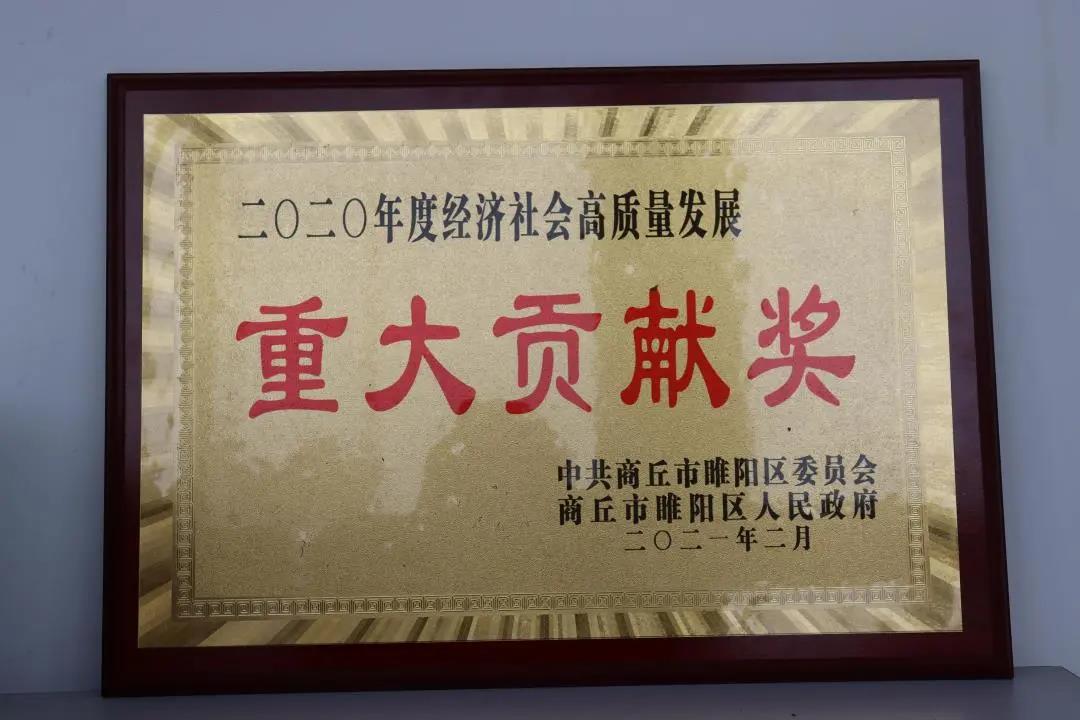 二〇二〇年度经济社会高质量发展
重大贡献奖
中共商丘市睢阳区委员会
商丘市睢阳区人民政府
二〇二一年二月